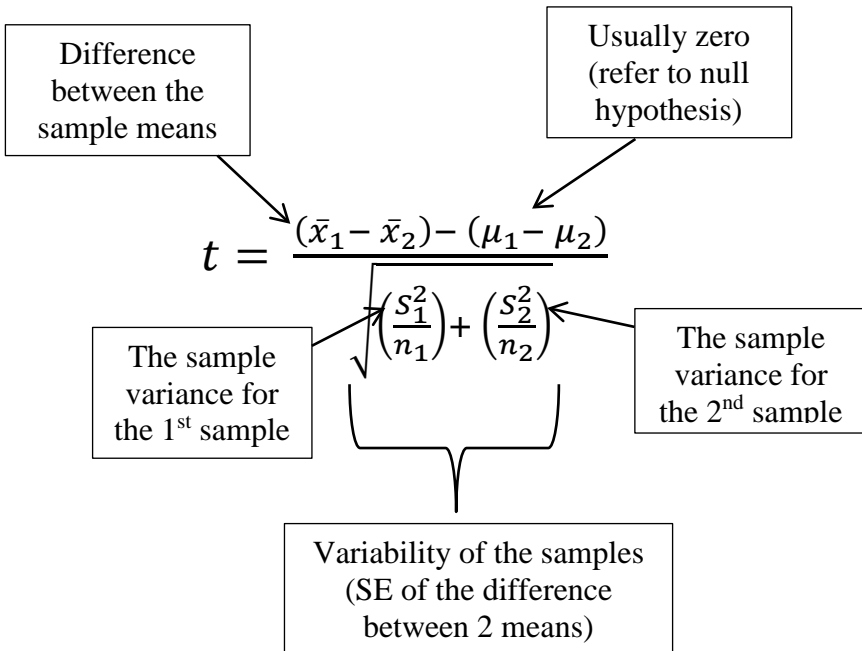 Difference
between the
sample means
Usually zero
(refer to null
hypothesis)
t = ((x̄₁ − x̄₂) − (μ₁ − μ₂)) / √((S₁²/n₁) + (S₂²/n₂))
The sample
variance for
the 1st sample
The sample
variance for
the 2nd sample
Variability of the samples
(SE of the difference
between 2 means)